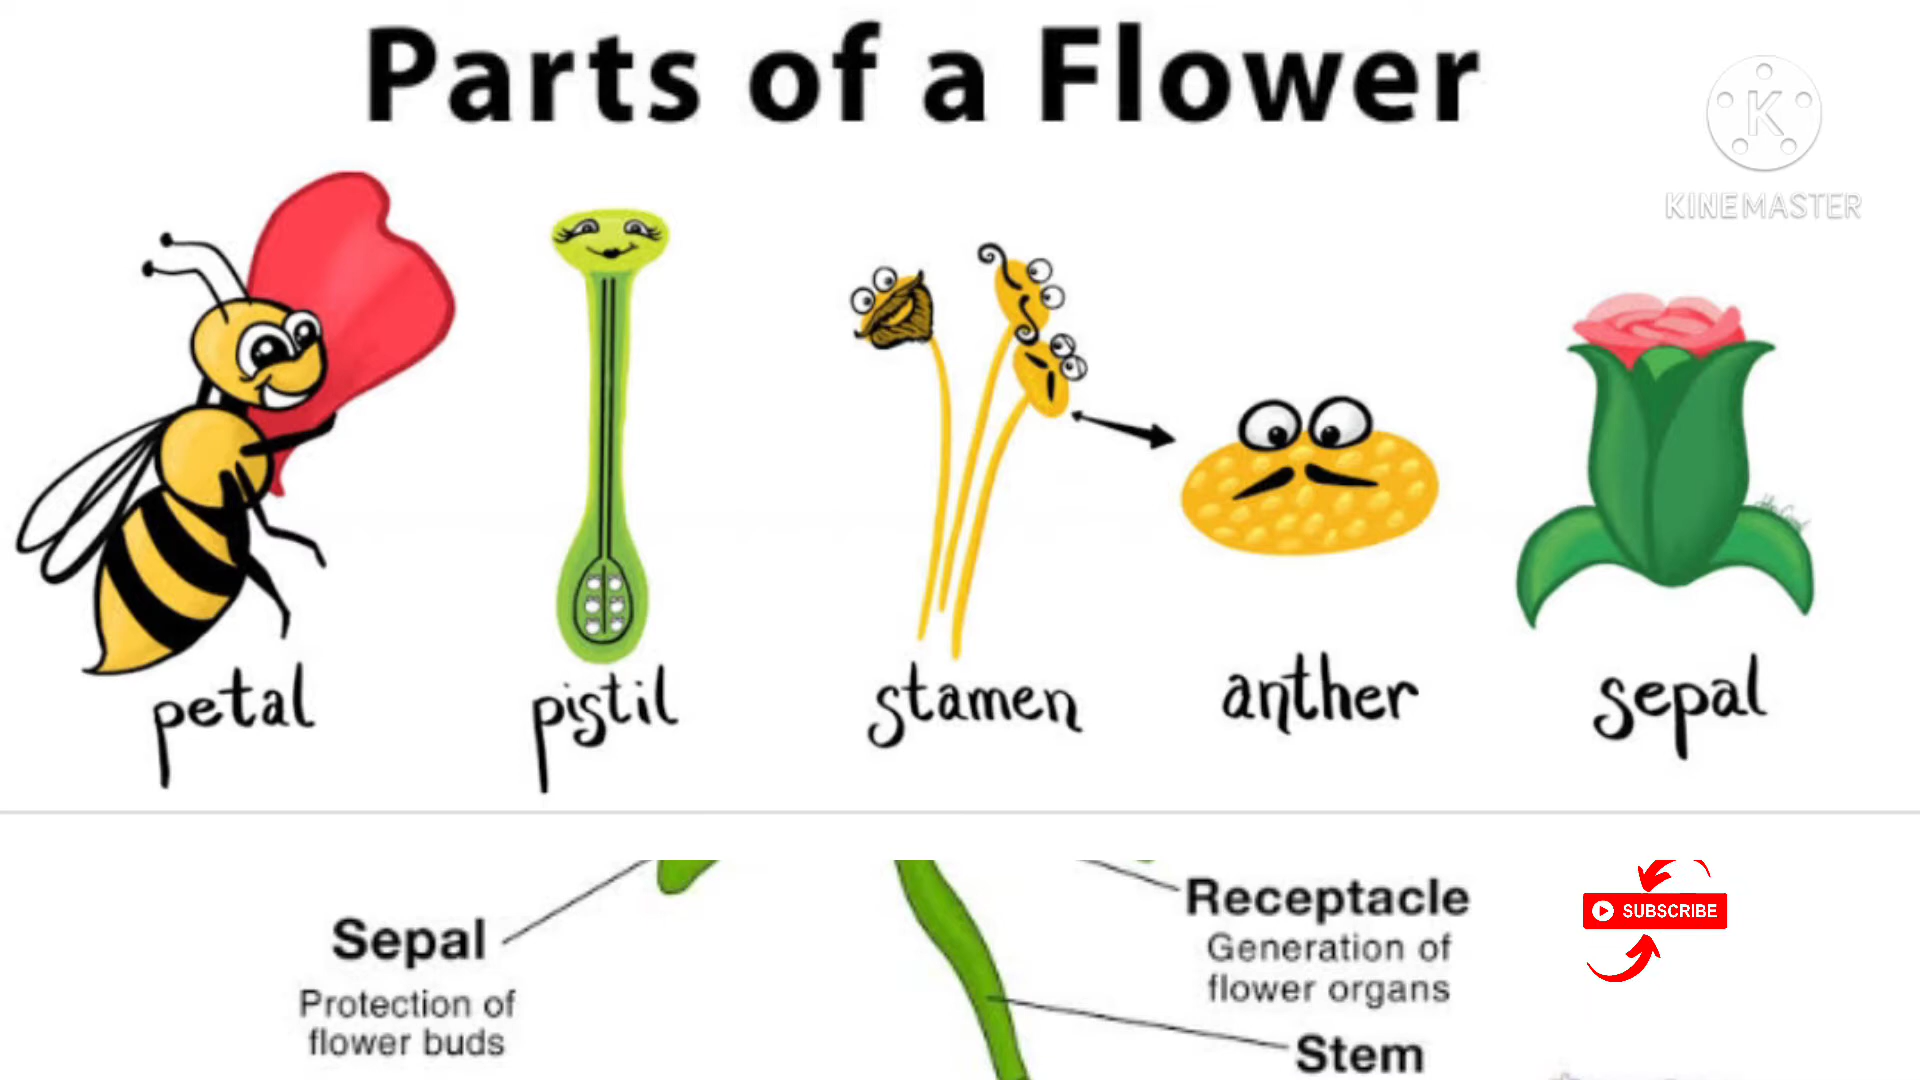 Parts of a Flower
K
KINEMASTER
petal
pistil
stamen
anther
sepal
Sepal
Protection of
flower buds
Receptacle
Generation of
flower organs
Stem
SUBSCRIBE